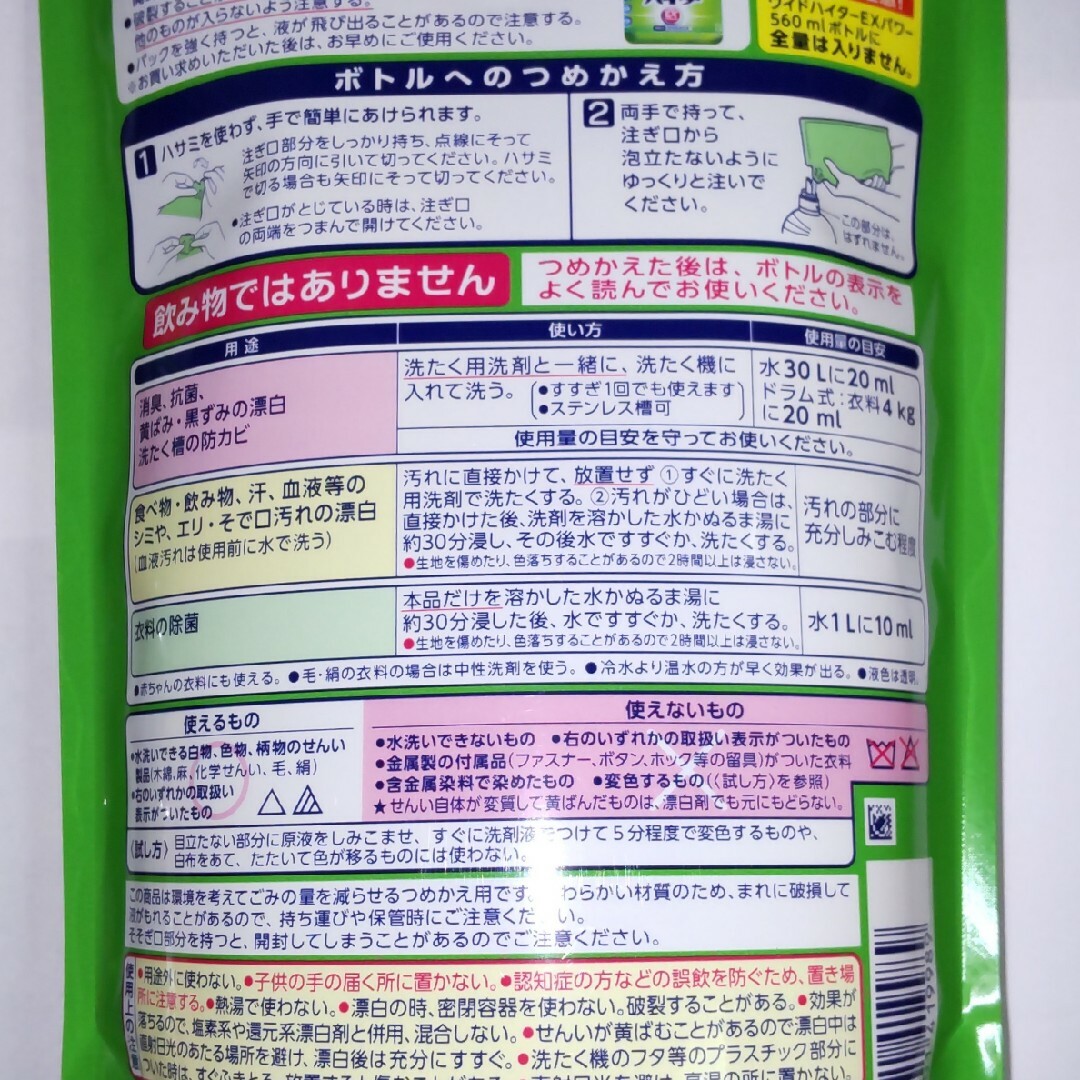 ●破裂することが
他のものが入らないよう注意する。
●パックを強く持つと、液が飛び出ることがあるので注意する。
※お買い求めいただいた後は、お早めにご使用ください。
ワイドハイターEXパワー
560 mlボトルに
全量は入りません。
ボトルへのつめかえ方
1 ハサミを使わず、手で簡単にあけられます。
注ぎ口部分をしっかり持ち、点線にそって
矢印の方向に引いて切ってください。ハサミ
で切る場合も矢印にそって切ってください。
●注ぎ口がとじている時は、注ぎ口
の両端をつまんで開けてください。
2 両手で持って、
注ぎ口から
泡立たないように
ゆっくりと注いで
ください。
この部分は、
はずれません。
飲み物ではありません
つめかえた後は、ボトルの表示を
よく読んでお使いください。
用途 使い方 使用量の目安
消臭、抗菌、
黄ばみ・黒ずみの漂白
洗たく槽の防カビ
洗たく用洗剤と一緒に、洗たく機に
入れて洗う。
●すすぎ1回でも使えます
●ステンレス槽可
水30Lに20 ml
ドラム式:衣料4kg
に20 ml
使用量の目安を守ってお使いください。
食べ物・飲み物、汗、血液等の
シミや、エリ・そで口汚れの漂白
(血液汚れは使用前に水で洗う)
汚れに直接かけて、放置せず ①すぐに洗たく
用洗剤で洗たくする。②汚れがひどい場合は、
直接かけた後、洗剤を溶かした水かぬるま湯に
約30分浸し、その後水ですすぐか、洗たくする。
●生地を傷めたり、色落ちすることがあるので2時間以上は浸さない。
汚れの部分に
充分しみこむ程度
衣料の除菌
本品だけを溶かした水かぬるま湯に
約30分浸した後、水ですすぐか、洗たくする。
●生地を傷めたり、色落ちすることがあるので2時間以上は浸さない。
水1Lに10 ml
●赤ちゃんの衣料にも使える。●毛・絹の衣料の場合は中性洗剤を使う。●冷水より温水の方が早く効果が出る。●液色は透明。
使えるもの
●水洗いできる白物、色物、柄物のせんい
製品(木綿、麻、化学せんい、毛、絹)
●右のいずれかの取扱い
表示がついたもの
使えないもの
●水洗いできないもの ●右のいずれかの取扱い表示がついたもの
●金属製の付属品(ファスナー、ボタン、ホック等の留具)がついた衣料
●含金属染料で染めたもの ●変色するもの(〈試し方〉を参照)
★せんい自体が変質して黄ばんだものは、漂白剤でも元にもどらない。
〈試し方〉 目立たない部分に原液をしみこませ、すぐに洗剤液をつけて5分程度で変色するものや、
白布をあて、たたいて色が移るものには使わない。
この商品は環境を考えてごみの量を減らせるつめかえ用です。 わらかい材質のため、まれに破損して
液がもれることがあるので、持ち運びや保管時にご注意ください。
そそぎ口部分を持つと、開封してしまうことがあるのでご注意ください。
使用上の注意
●用途外に使わない。●子供の手の届く所に置かない。●認知症の方などの誤飲を防ぐため、置き場
所に注意する。●熱湯で使わない。●漂白の時、密閉容器を使わない。破裂することがある。●効果が
落ちるので、塩素系や還元系漂白剤と併用、混合しない。●せんいが黄ばむことがあるので漂白中は
直射日光のあたる場所を避け、漂白後は充分にすすぐ。●洗たく機のフタ等のプラスチック部分に
ついた時は、すぐふきとる。